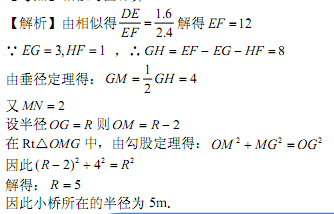 【解析】由相似得 DE/EF = 1.6/2.4 解得 EF = 12
∵ EG = 3, HF = 1 ，∴ GH = EF − EG − HF = 8
由垂径定理得：GM = 1/2 GH = 4
又 MN = 2
设半径 OG = R 则 OM = R − 2
在 Rt△OMG 中，由勾股定理得：OM² + MG² = OG²
因此 (R − 2)² + 4² = R²
解得：R = 5
因此小桥所在的半径为 5m.